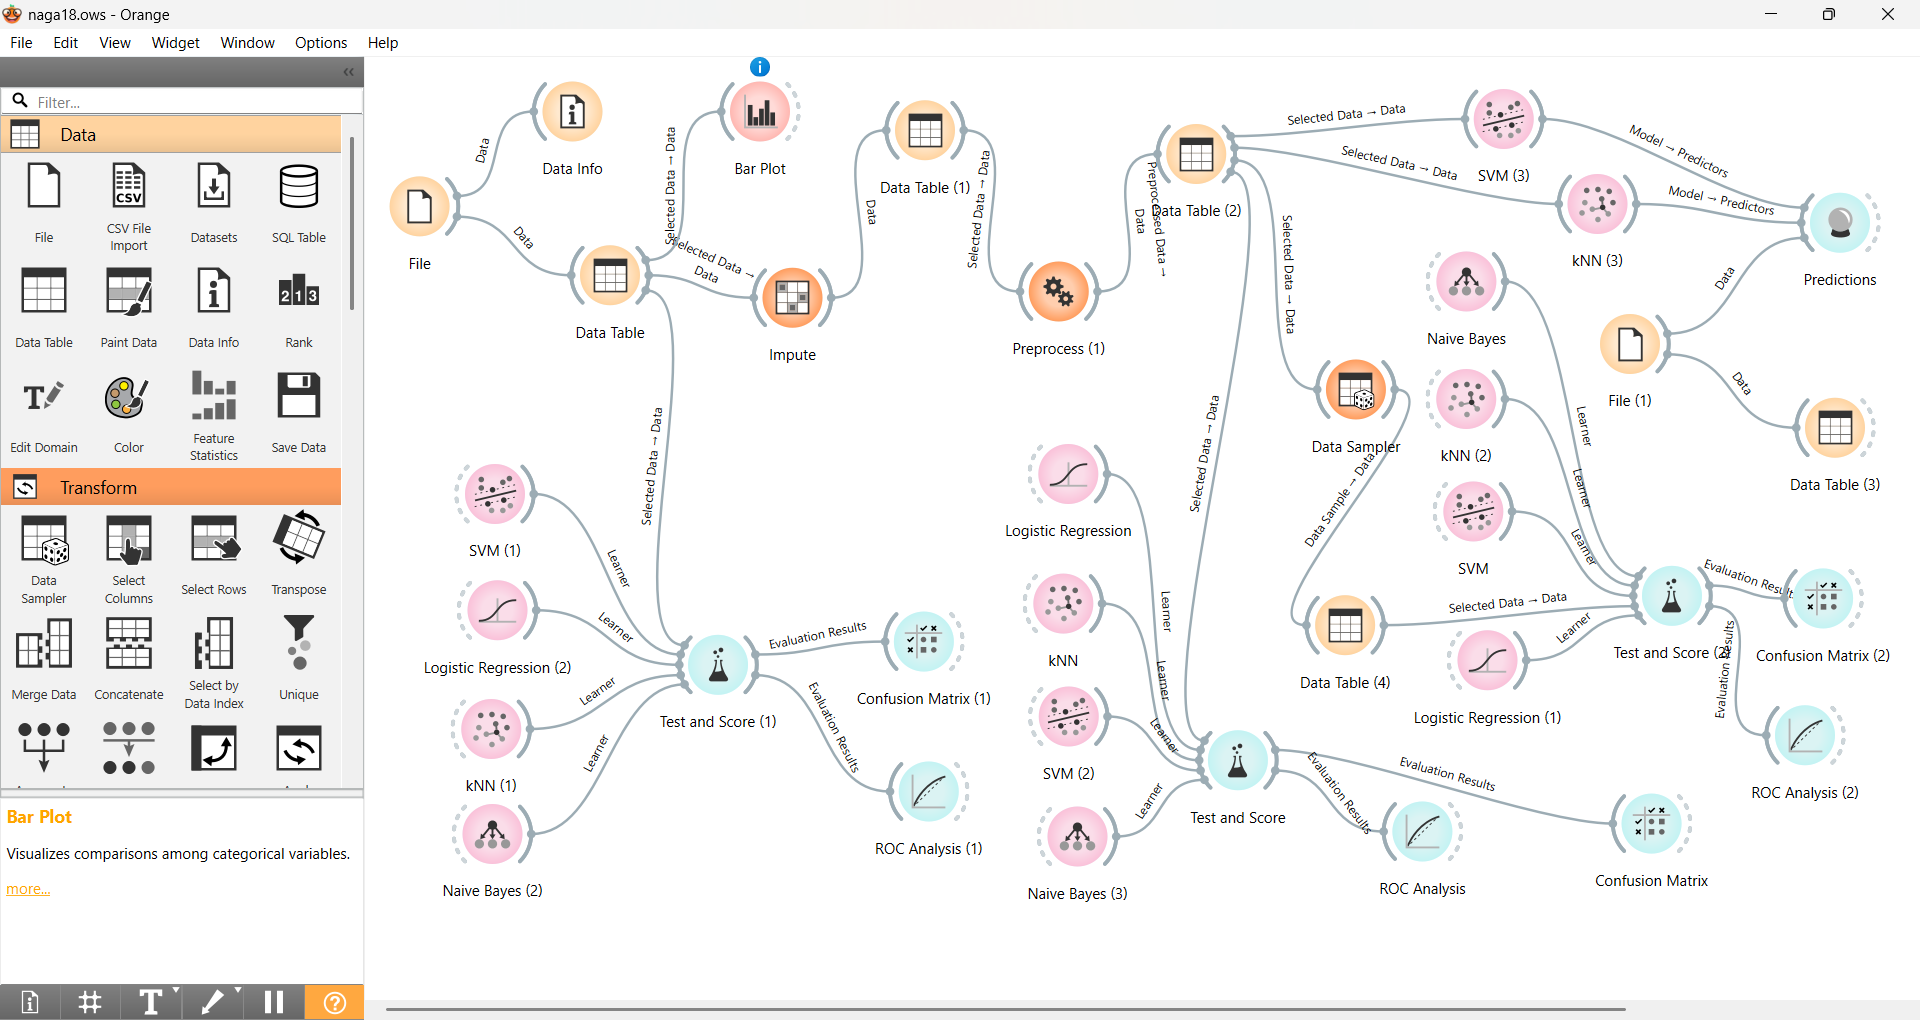 naga18.ows - Orange
File Edit View Widget Window Options Help
Filter...
Data
File
CSV File Import
Datasets
SQL Table
Data Table
Paint Data
Data Info
Rank
Edit Domain
Color
Feature Statistics
Save Data
Transform
Data Sampler
Select Columns
Select Rows
Transpose
Merge Data
Concatenate
Select by Data Index
Unique
Bar Plot
Visualizes comparisons among categorical variables.
more...
File
Data
Data Info
Data
Data Table
Selected Data → Data
Bar Plot
Selected Data → Data
Impute
Data
Data Table (1)
Selected Data → Data
Preprocess (1)
Preprocessed Data → Data
Data Table (2)
Selected Data → Data
SVM (3)
Model → Predictors
Selected Data → Data
kNN (3)
Model → Predictors
Predictions
Data
File (1)
Data
Data Table (3)
Selected Data → Data
Data Sampler
Data Sample → Data
Data Table (4)
Selected Data → Data
Naive Bayes
Learner
kNN (2)
Learner
SVM
Learner
Logistic Regression (1)
Learner
Test and Score (2)
Evaluation Results
Confusion Matrix (2)
Evaluation Results
ROC Analysis (2)
Selected Data → Data
SVM (1)
Learner
Logistic Regression (2)
Learner
kNN (1)
Learner
Naive Bayes (2)
Learner
Test and Score (1)
Evaluation Results
Confusion Matrix (1)
Evaluation Results
ROC Analysis (1)
Selected Data → Data
Logistic Regression
Learner
kNN
Learner
SVM (2)
Learner
Naive Bayes (3)
Learner
Test and Score
Evaluation Results
ROC Analysis
Evaluation Results
Confusion Matrix